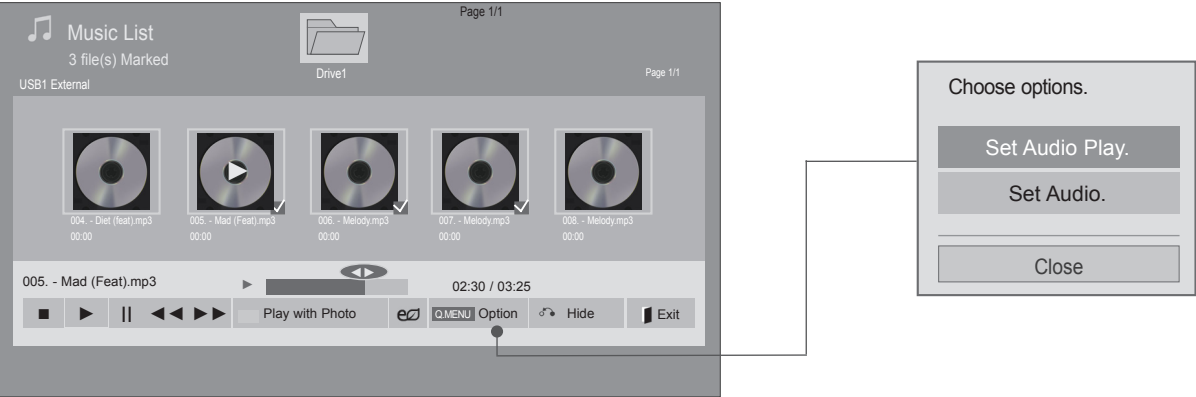 Page 1/1
Music List
3 file(s) Marked
Drive1
Page 1/1
USB1 External
004. - Diet (feat).mp3
00:00
005. - Mad (Feat).mp3
00:00
006. - Melody.mp3
00:00
007. - Melody.mp3
00:00
008. - Melody.mp3
00:00
005. - Mad (Feat).mp3
02:30 / 03:25
Play with Photo
Q.MENU Option
Hide
Exit
Choose options.
Set Audio Play.
Set Audio.
Close